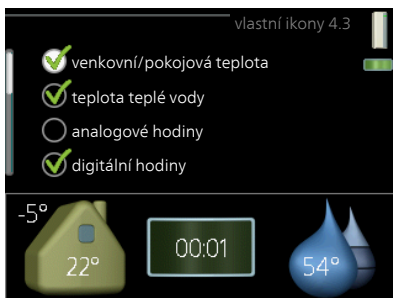 vlastní ikony 4.3
venkovní/pokojová teplota
teplota teplé vody
analogové hodiny
digitální hodiny
-5°
22°
00:01
54°